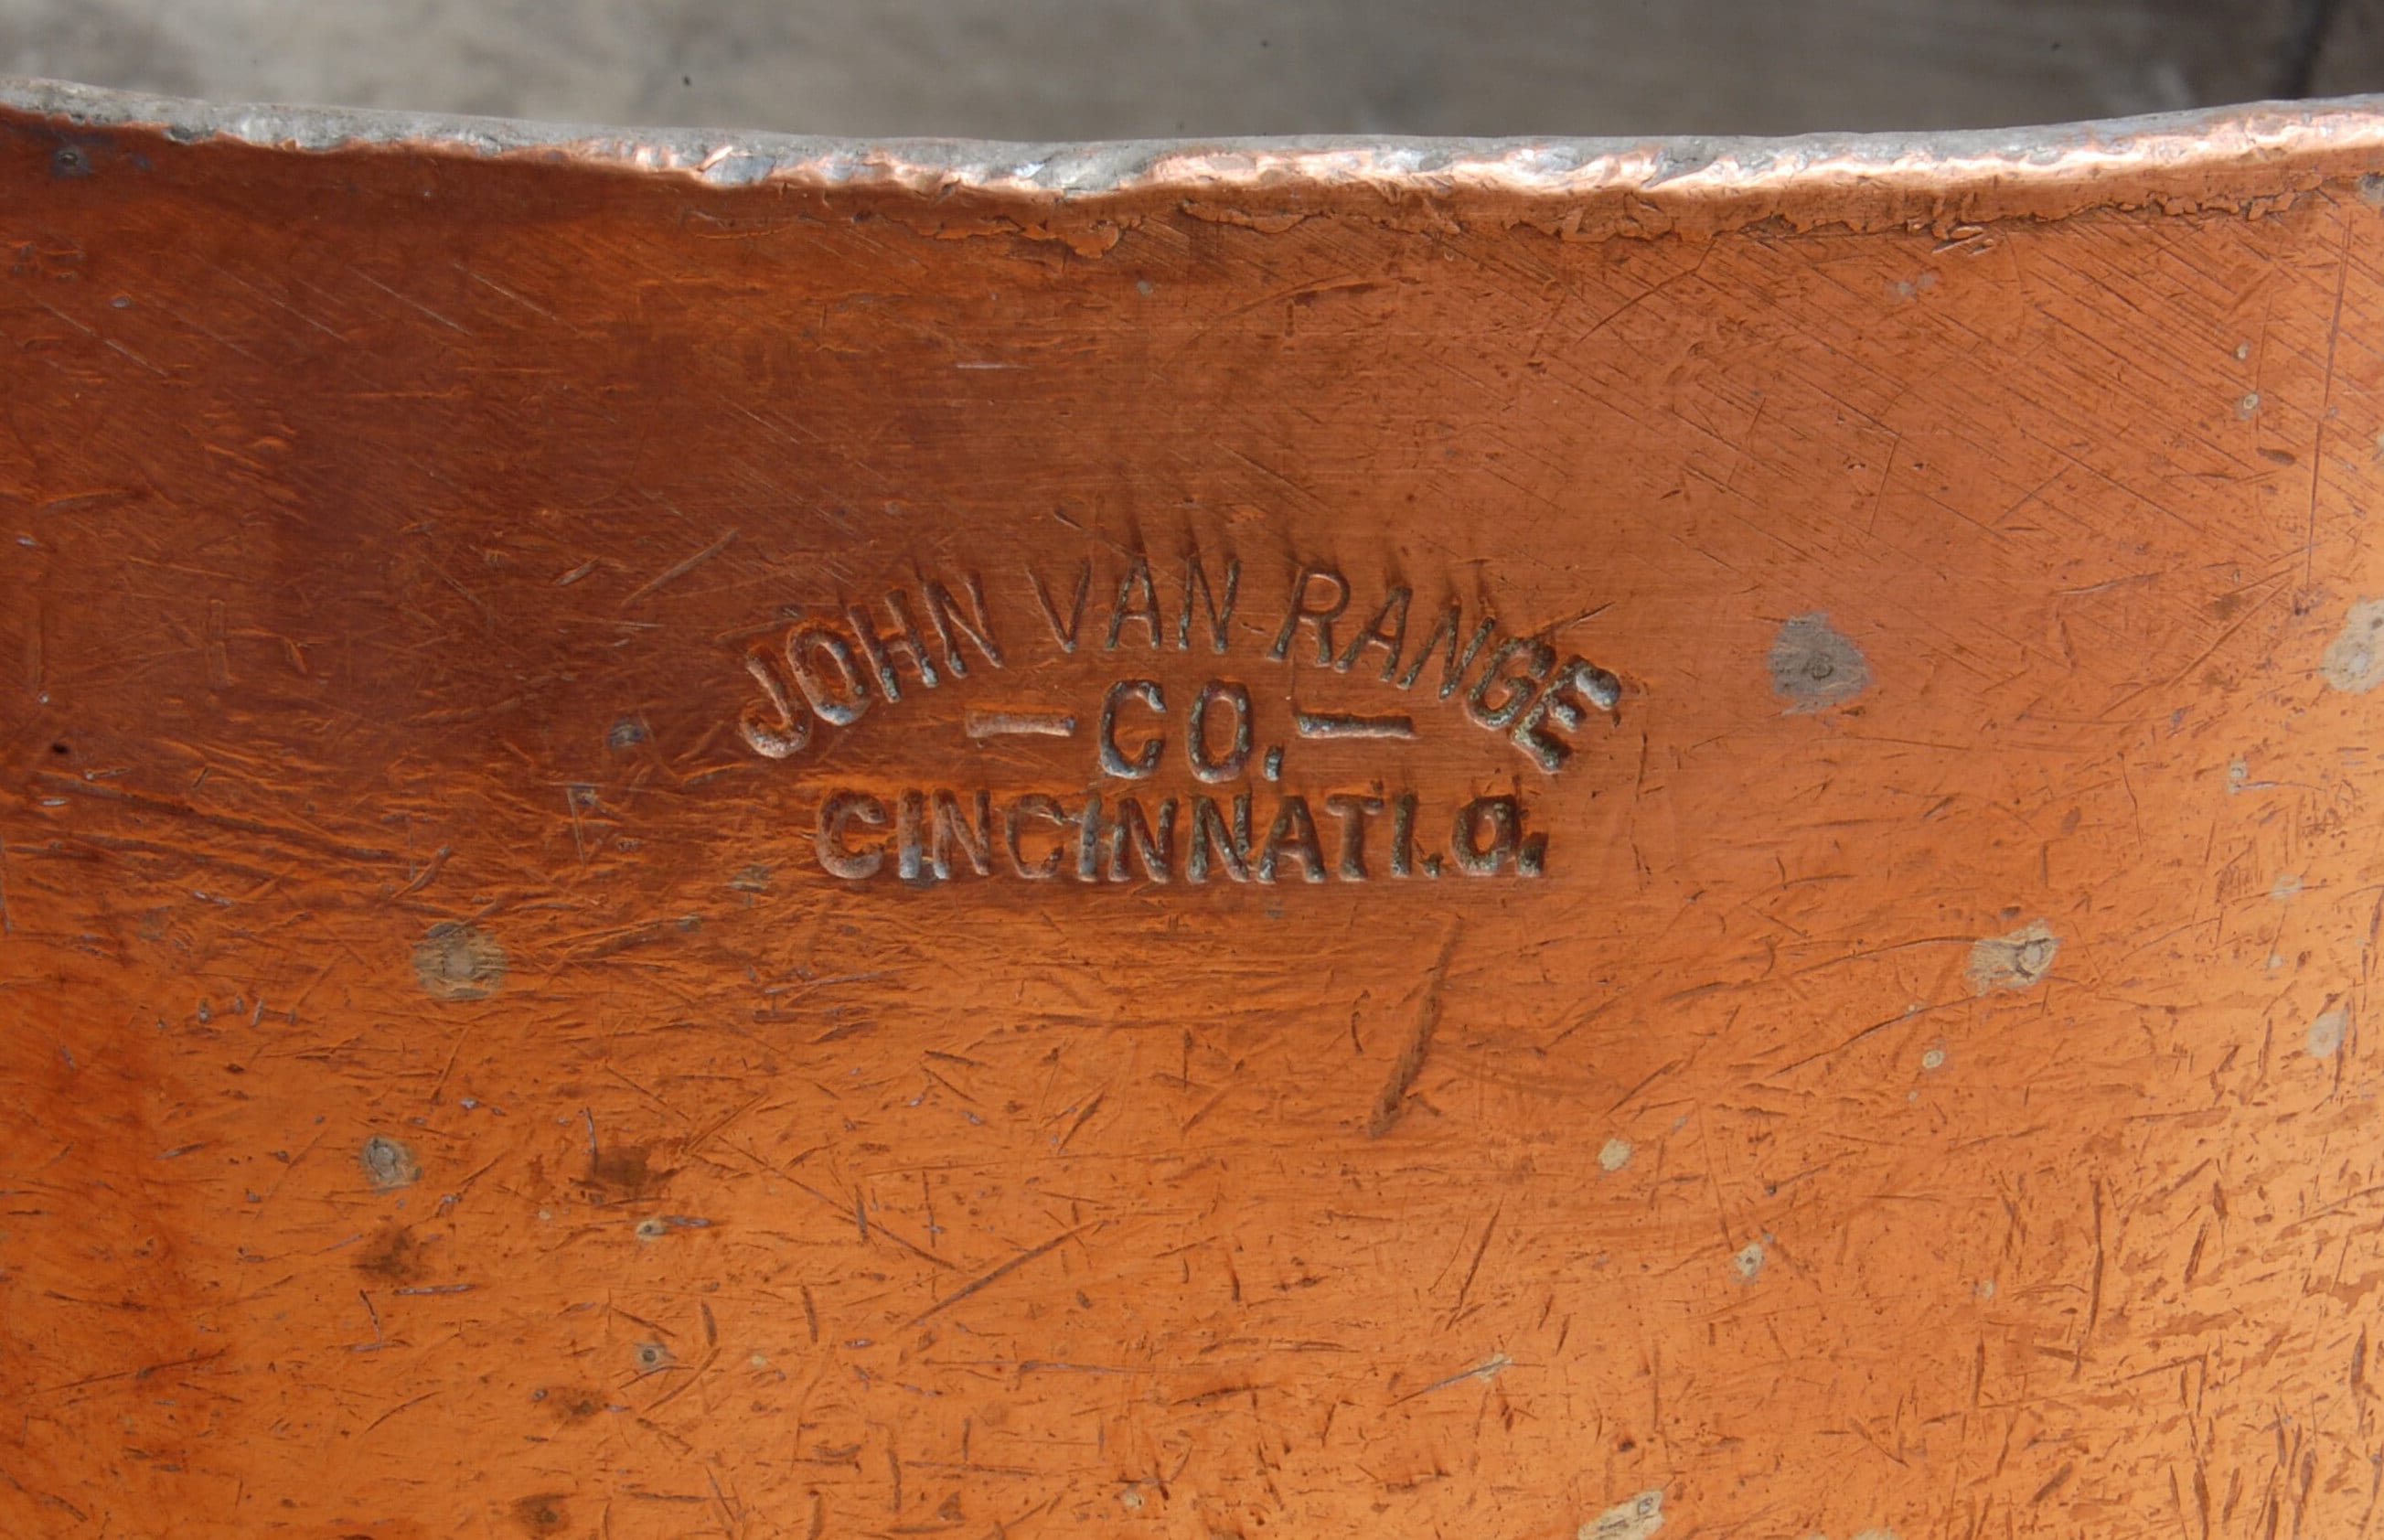 JOHN VAN RANGE
— CO. —
CINCINNATI. O.